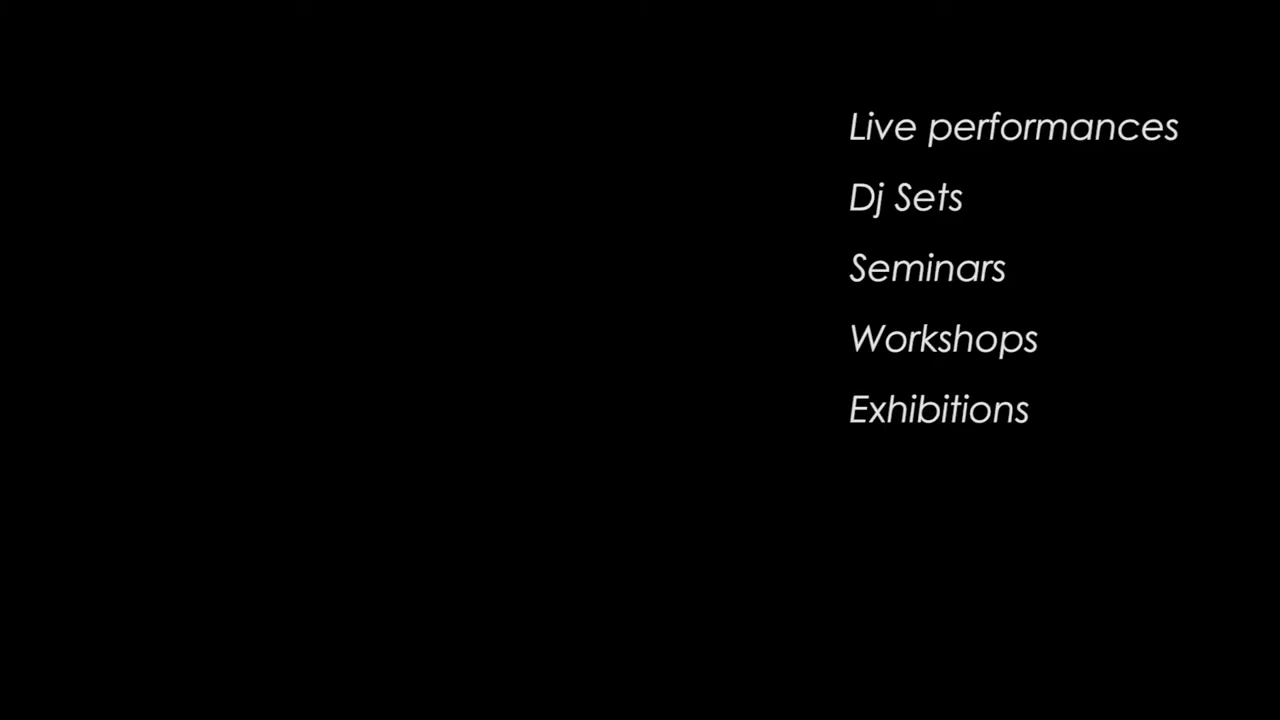 Live performances
Dj Sets
Seminars
Workshops
Exhibitions